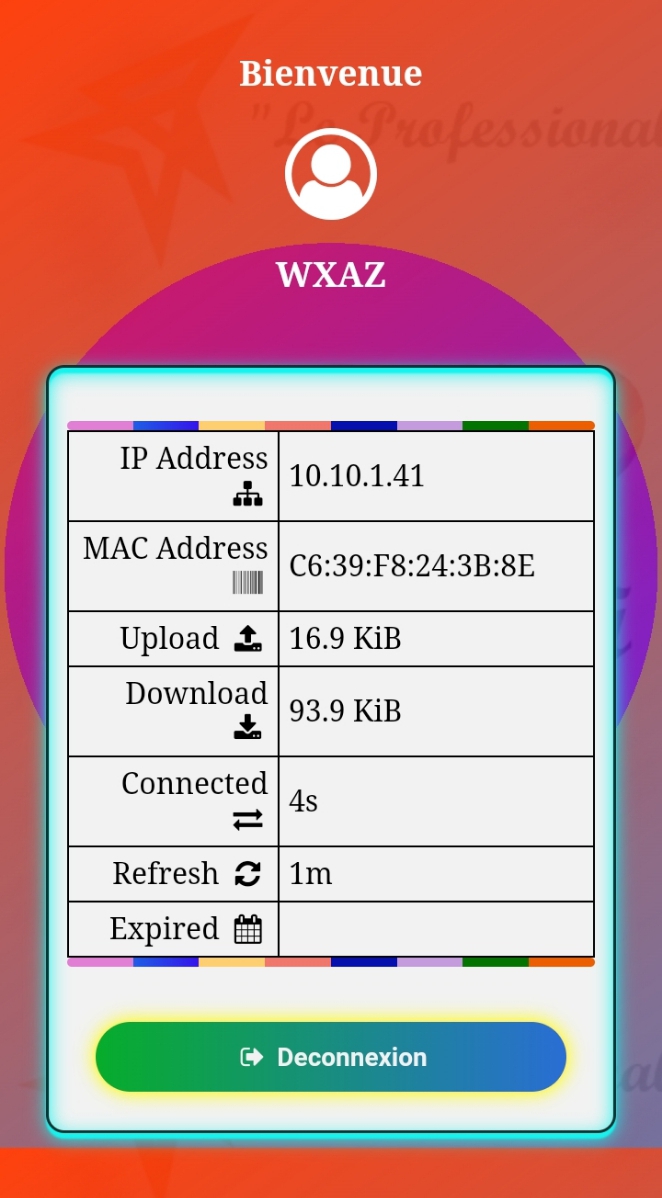 Bienvenue
"Le Professional
WXAZ
IP Address
10.10.1.41
MAC Address
C6:39:F8:24:3B:8E
Upload 16.9 KiB
Download
93.9 KiB
Connected
4s
Refresh 1m
Expired
Deconnexion